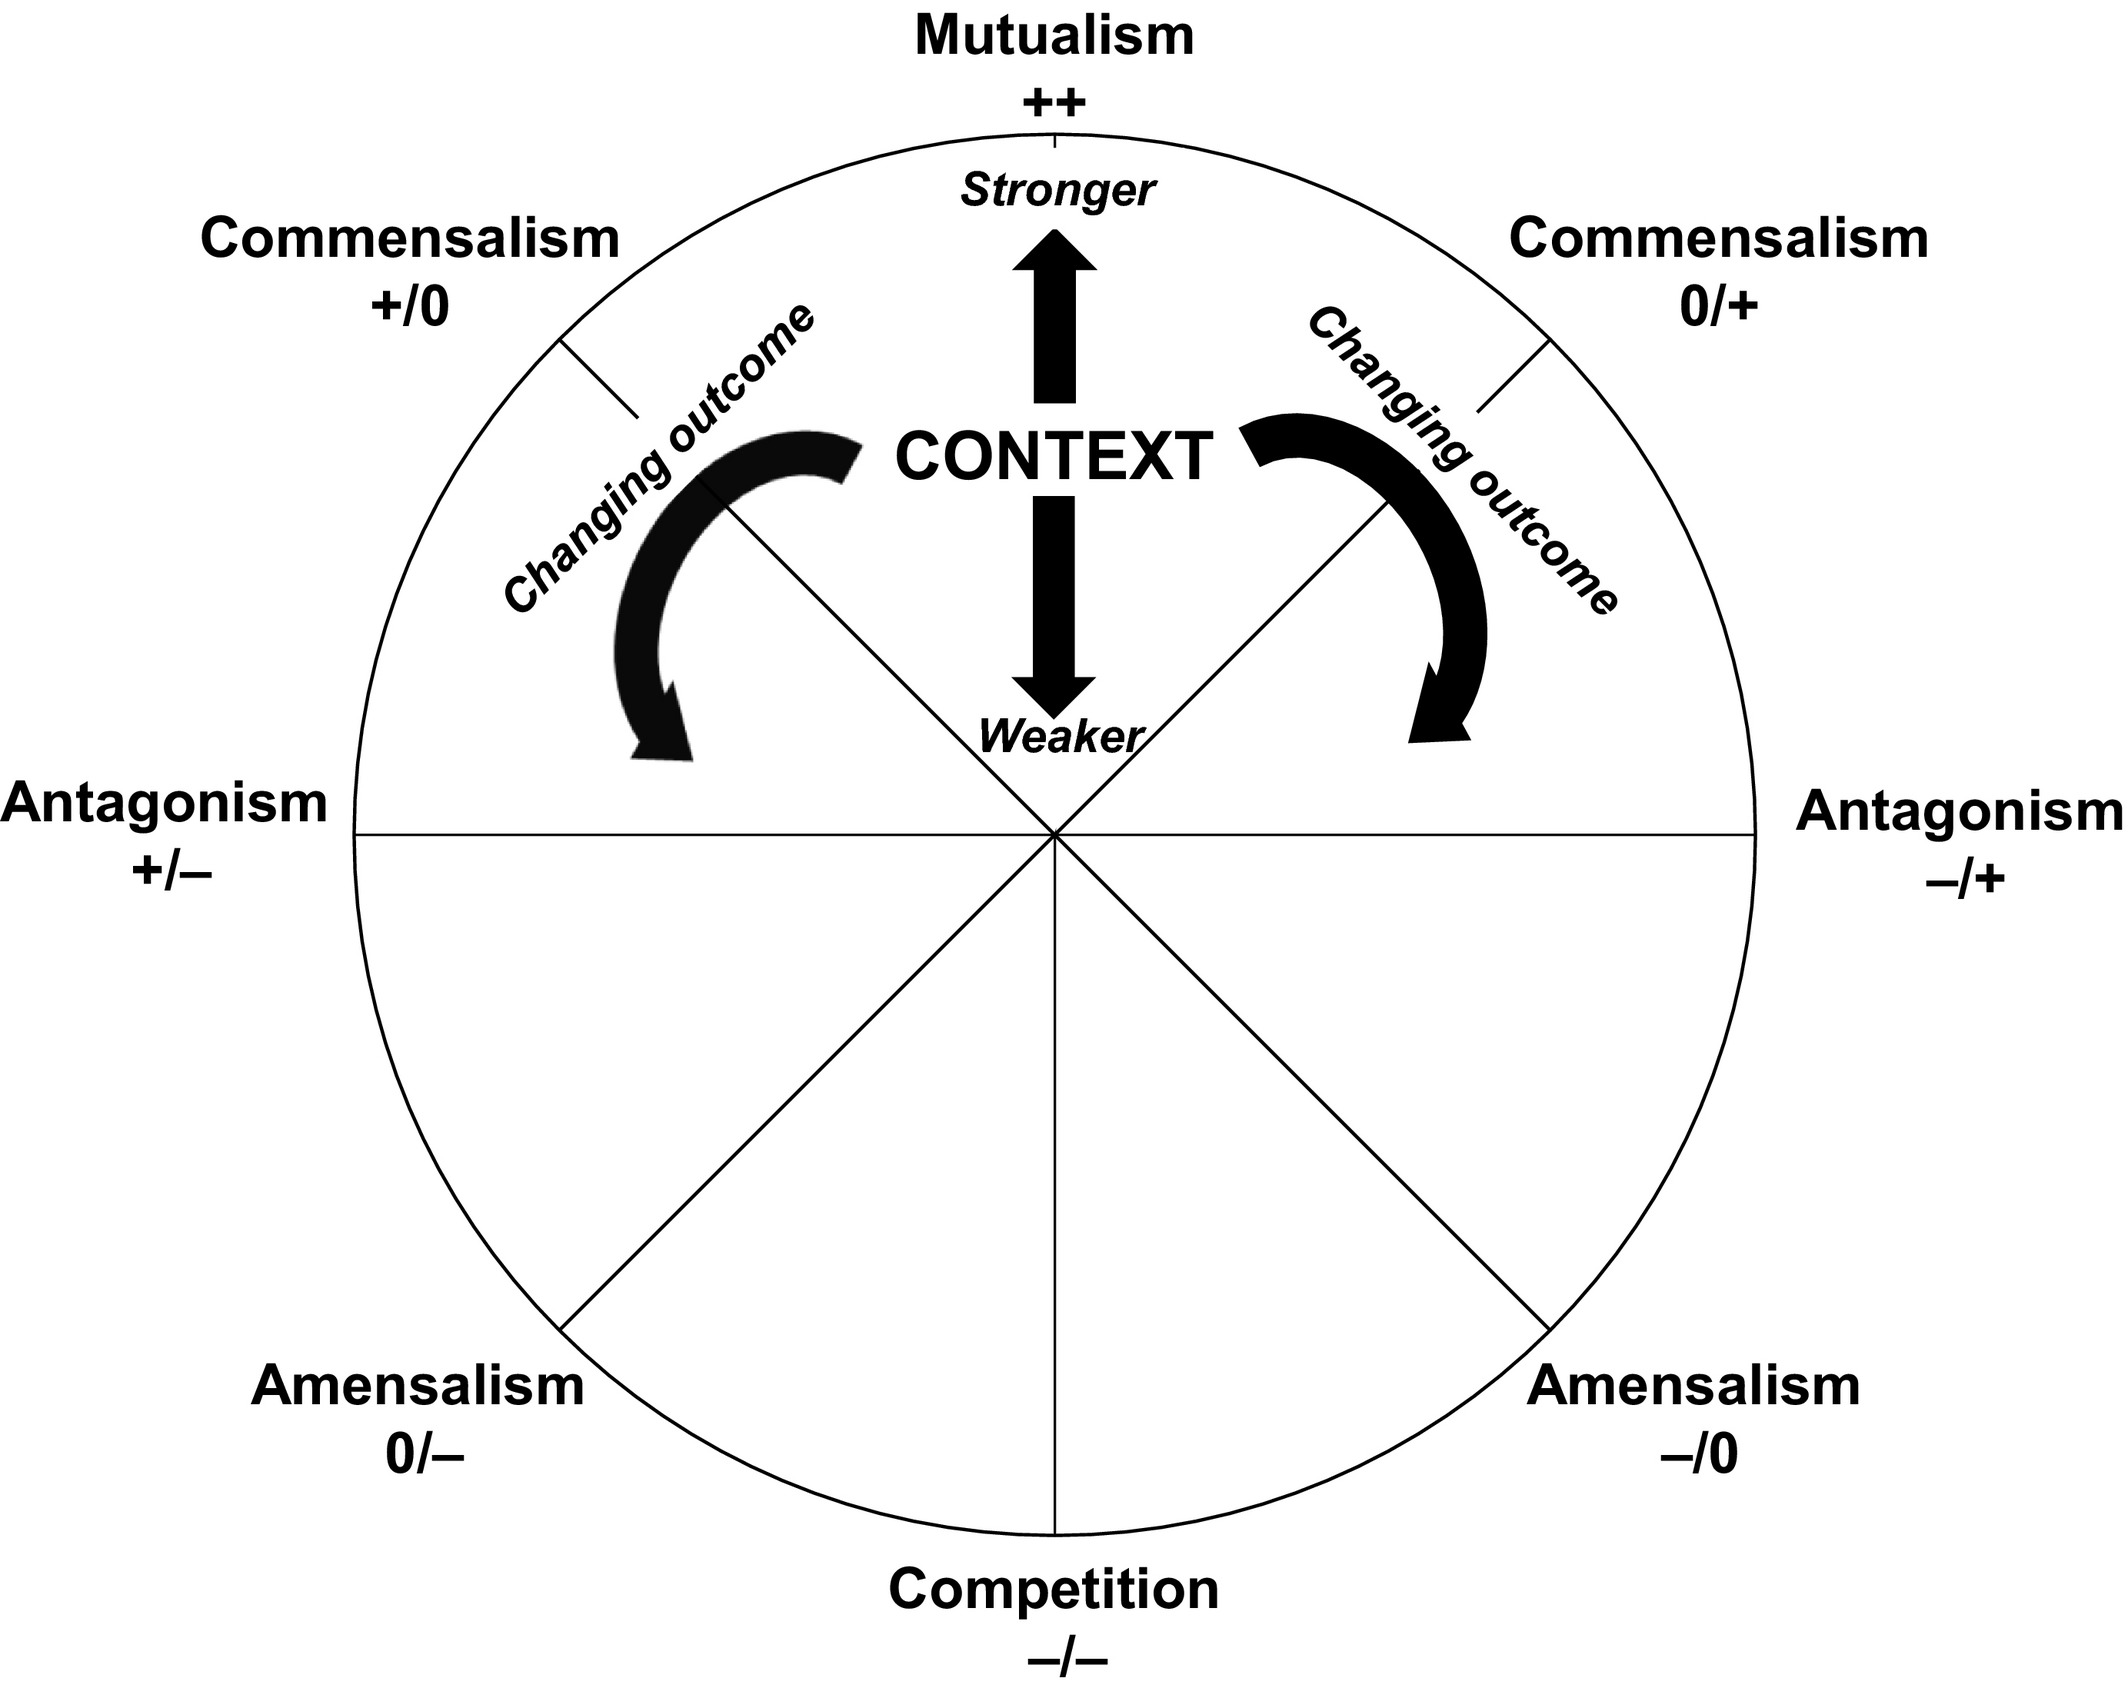 Mutualism
++
Stronger
Commensalism
+/0
Commensalism
0/+
Changing outcome
Changing outcome
CONTEXT
Weaker
Antagonism
+/–
Antagonism
–/+
Amensalism
0/–
Amensalism
–/0
Competition
–/–